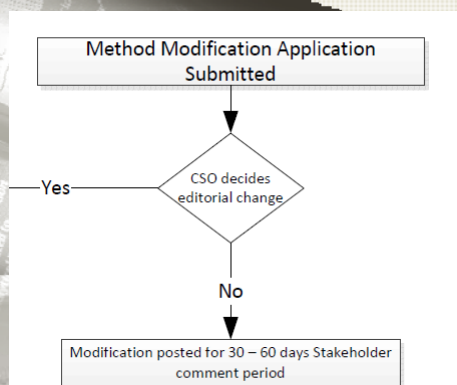 Method Modification Application
Submitted
CSO decides
editorial change
Yes
No
Modification posted for 30 – 60 days Stakeholder
comment period